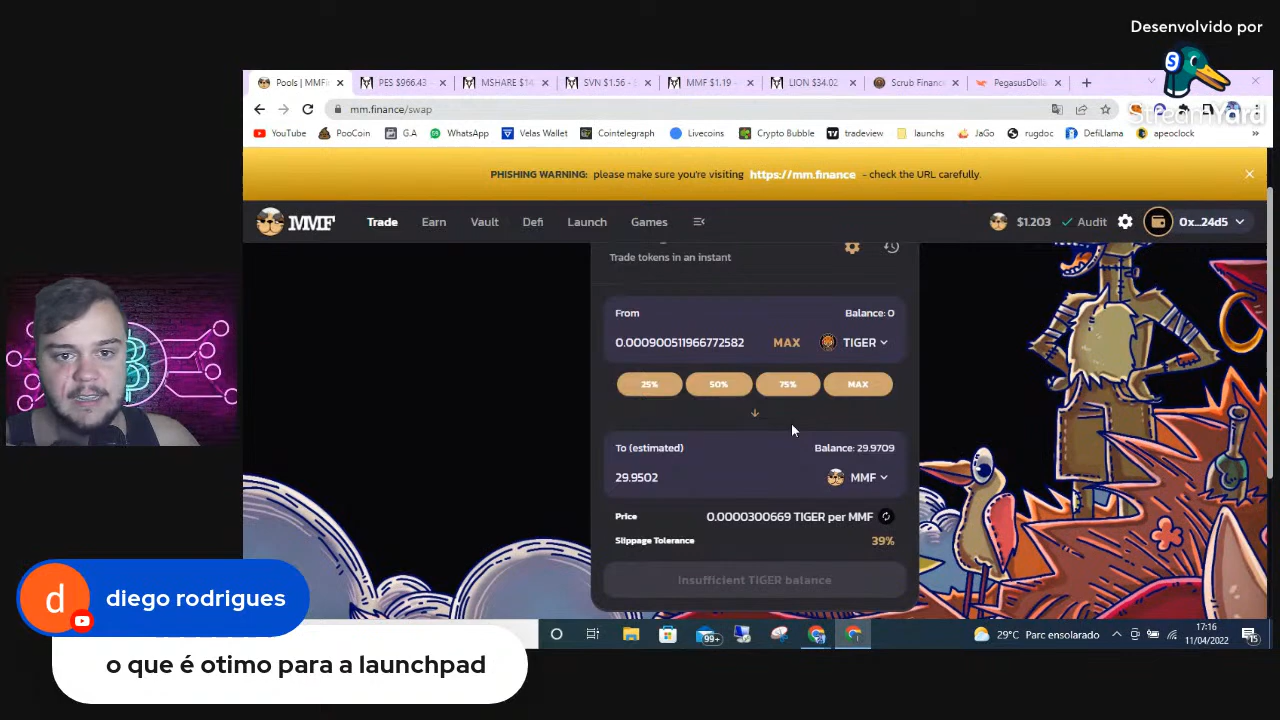 Desenvolvido por
StreamYard
Pools | MMFi
PES $966.43 -
MSHARE $14
SVN $1.56 - S
MMF $1.19 -
LION $34.02
Scrub Financ
PegasusDolla
mm.finance/swap
YouTube
PooCoin
G.A
WhatsApp
Velas Wallet
Cointelegraph
Livecoins
Crypto Bubble
tradeview
launchs
JaGo
rugdoc
DefiLlama
apeoclock
PHISHING WARNING: please make sure you're visiting https://mm.finance - check the URL carefully.
MMF
Trade
Earn
Vault
Defi
Launch
Games
$1.203
Audit
0x...24d5
Trade tokens in an instant
From
Balance: 0
0.000900511966772582
MAX
TIGER
25%
50%
75%
MAX
To (estimated)
Balance: 29.9709
29.9502
MMF
Price
0.0000300669 TIGER per MMF
Slippage Tolerance
39%
Insufficient TIGER balance
d
diego rodrigues
o que é otimo para a launchpad
99+
29°C Parc ensolarado
17:16
11/04/2022
15